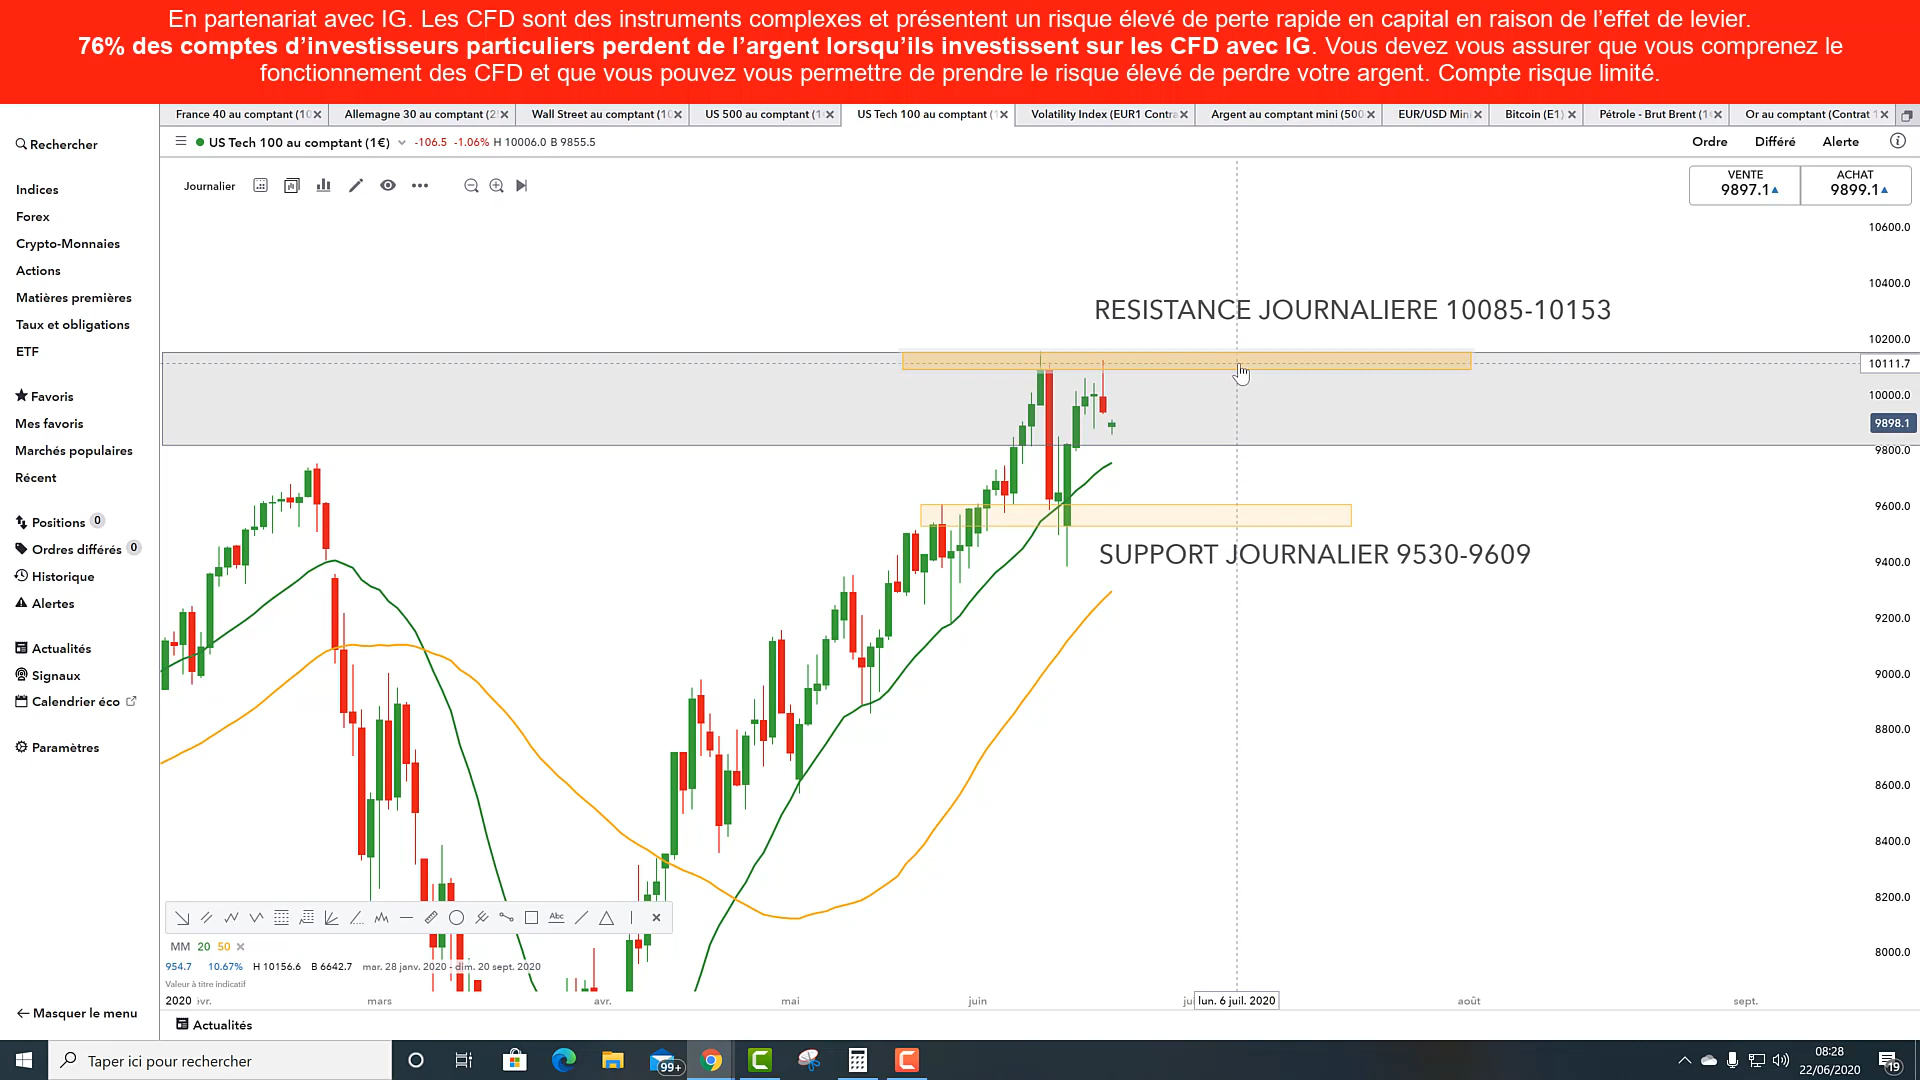 En partenariat avec IG. Les CFD sont des instruments complexes et présentent un risque élevé de perte rapide en capital en raison de l'effet de levier.
76% des comptes d'investisseurs particuliers perdent de l'argent lorsqu'ils investissent sur les CFD avec IG. Vous devez vous assurer que vous comprenez le
fonctionnement des CFD et que vous pouvez vous permettre de prendre le risque élevé de perdre votre argent. Compte risque limité.
France 40 au comptant (10 Allemagne 30 au comptant (2 Wall Street au comptant (10 US 500 au comptant (1 US Tech 100 au comptant (1 Volatility Index (EUR1 Contra Argent au comptant mini (500 EUR/USD Mini Bitcoin (E1) Pétrole - Brut Brent (1 Or au comptant (Contrat 1
US Tech 100 au comptant (1€) -106.5 -1.06% H 10006.0 B 9855.5
Ordre Différé Alerte
Rechercher
Indices
Forex
Crypto-Monnaies
Actions
Matières premières
Taux et obligations
ETF
Favoris
Mes favoris
Marchés populaires
Récent
Positions 0
Ordres différés 0
Historique
Alertes
Actualités
Signaux
Calendrier éco
Paramètres
Masquer le menu
Journalier
VENTE
9897.1
ACHAT
9899.1
RESISTANCE JOURNALIERE 10085-10153
SUPPORT JOURNALIER 9530-9609
10600.0
10400.0
10200.0
10111.7
10000.0
9898.1
9800.0
9600.0
9400.0
9200.0
9000.0
8800.0
8600.0
8400.0
8200.0
8000.0
Abc
MM 20 50
954.7 10.67% H 10156.6 B 6642.7 mar. 28 janv. 2020 - dim. 20 sept. 2020
Valeur à titre indicatif
2020 vr. mars avr. mai juin jui lun. 6 juil. 2020 août sept.
Actualités
Taper ici pour rechercher
99+
08:28
22/06/2020
19